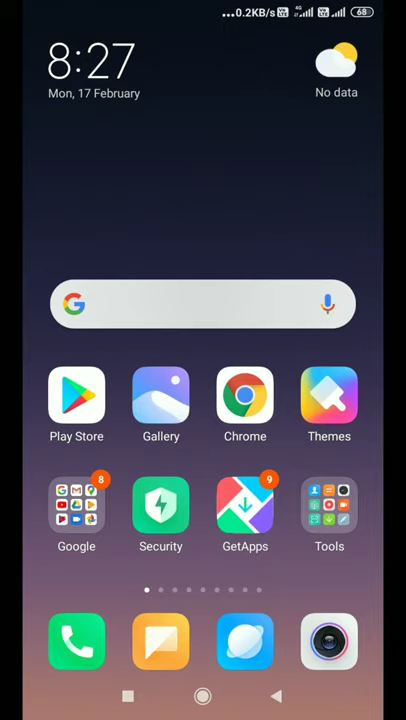 ...0.2KB/s 4G 68
8:27
Mon, 17 February
No data
Play Store
Gallery
Chrome
Themes
8
9
Google
Security
GetApps
Tools